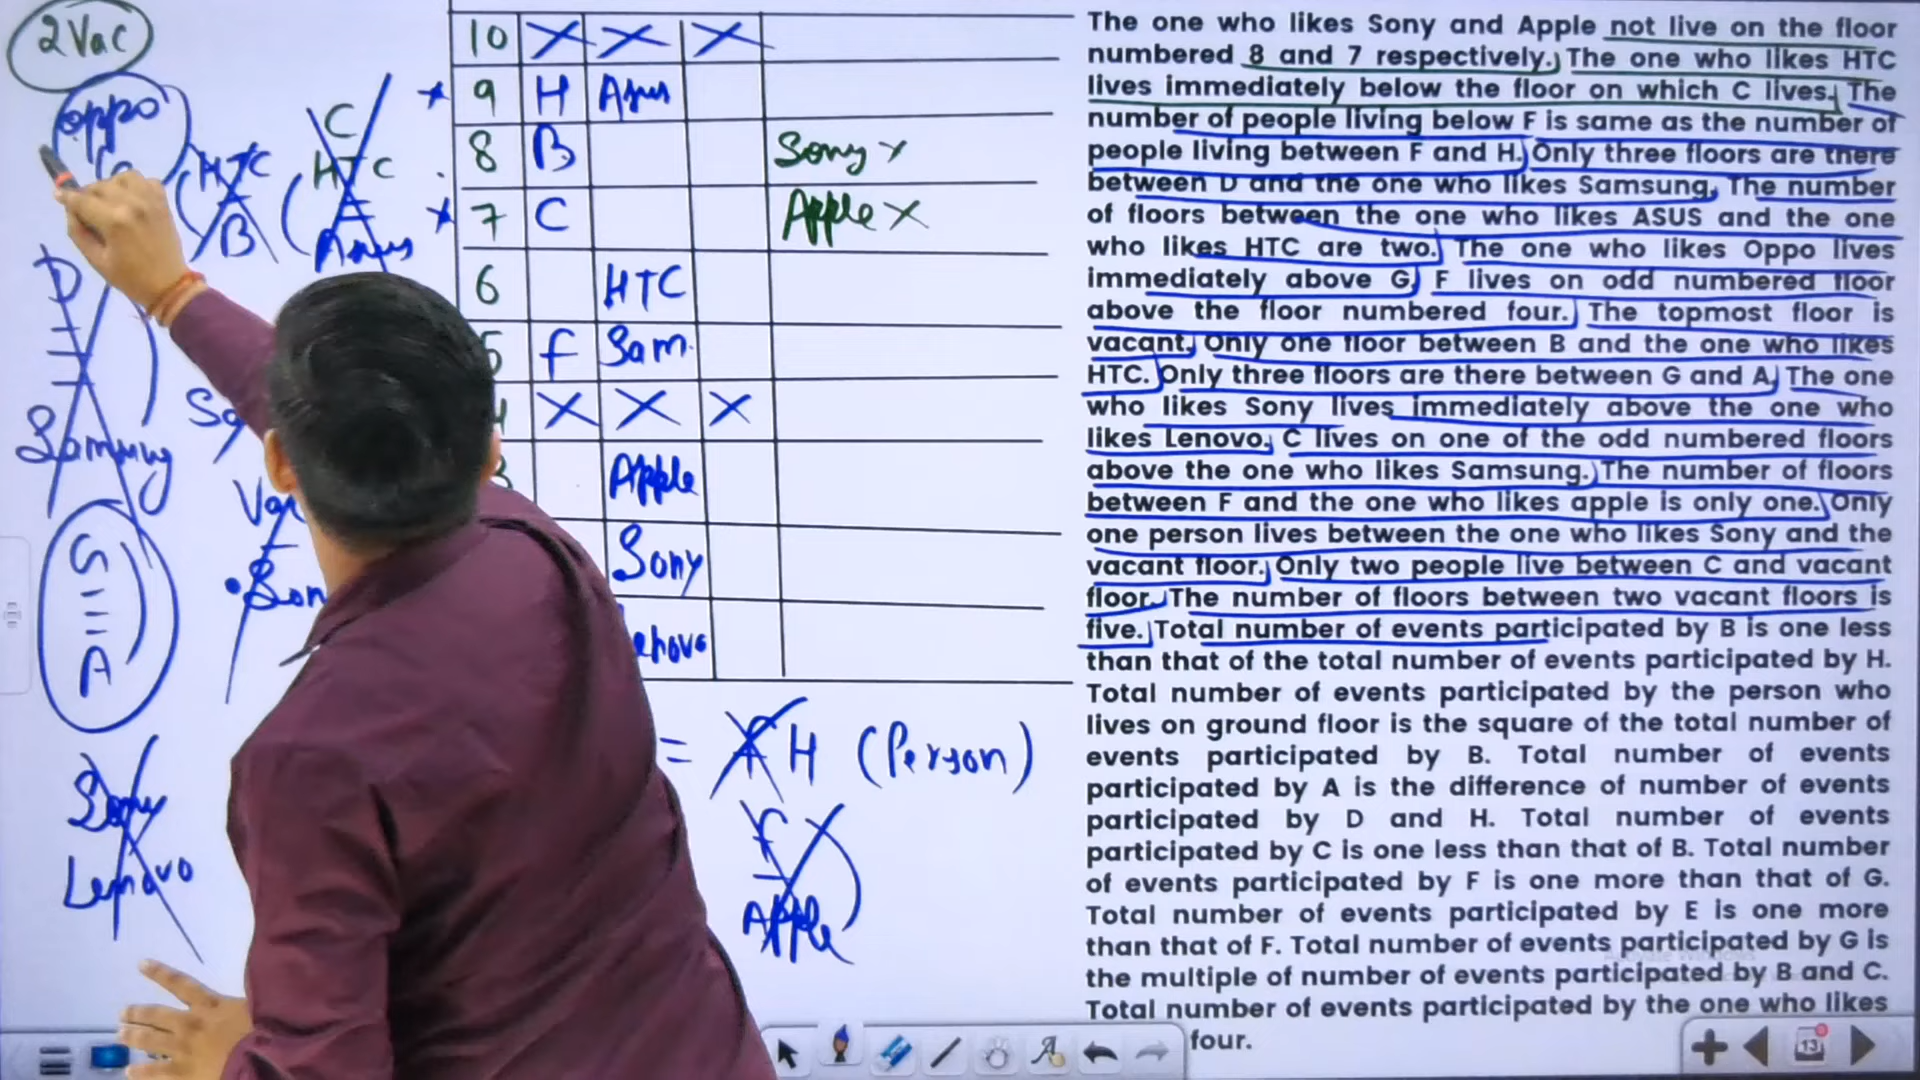 2 Vac
oppo
HTC
B
C
HTC
Asus
D
Samsung
G
A
Sony
Lenovo
10 X X X
9 H Asus
8 B Sony X
7 C Apple X
6 HTC
5 F Sam.
4 X X X
3 Apple
Sony
Lenovo
= H (Person)
F
Apple
The one who likes Sony and Apple not live on the floor
numbered 8 and 7 respectively. The one who likes HTC
lives immediately below the floor on which C lives. The
number of people living below F is same as the number of
people living between F and H. Only three floors are there
between D and the one who likes Samsung. The number
of floors between the one who likes ASUS and the one
who likes HTC are two. The one who likes Oppo lives
immediately above G. F lives on odd numbered floor
above the floor numbered four. The topmost floor is
vacant. Only one floor between B and the one who likes
HTC. Only three floors are there between G and A. The one
who likes Sony lives immediately above the one who
likes Lenovo. C lives on one of the odd numbered floors
above the one who likes Samsung. The number of floors
between F and the one who likes apple is only one. Only
one person lives between the one who likes Sony and the
vacant floor. Only two people live between C and vacant
floor. The number of floors between two vacant floors is
five. Total number of events participated by B is one less
than that of the total number of events participated by H.
Total number of events participated by the person who
lives on ground floor is the square of the total number of
events participated by B. Total number of events
participated by A is the difference of number of events
participated by D and H. Total number of events
participated by C is one less than that of B. Total number
of events participated by F is one more than that of G.
Total number of events participated by E is one more
than that of F. Total number of events participated by G is
the multiple of number of events participated by B and C.
Total number of events participated by the one who likes
four.
13